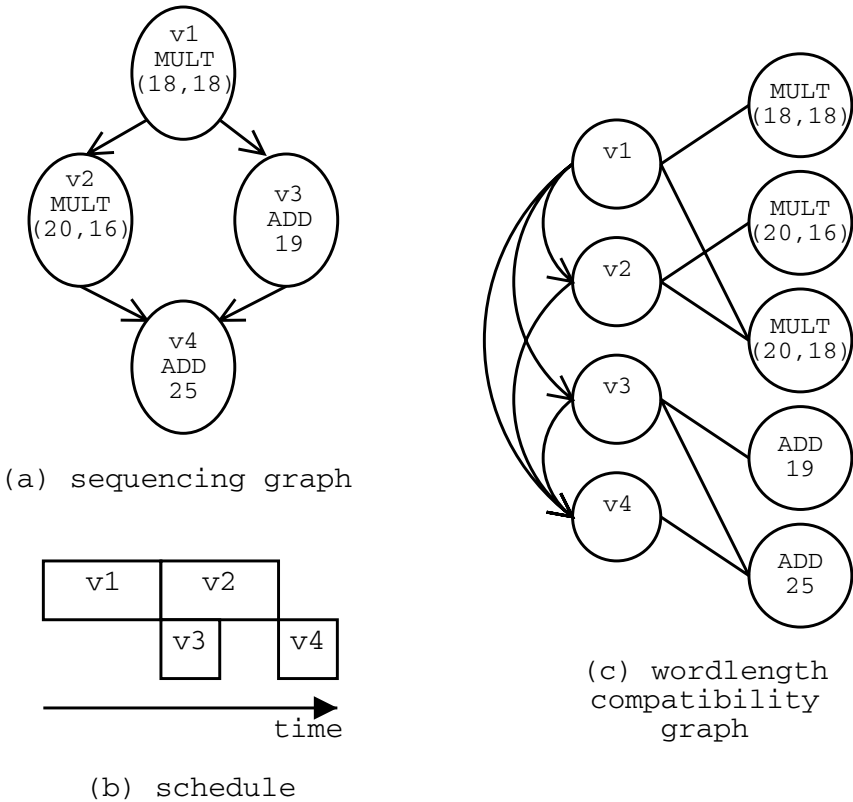 v1
MULT
(18,18)
v2
MULT
(20,16)
v3
ADD
19
v4
ADD
25
(a) sequencing graph
v1
v2
v3
v4
time
(b) schedule
v1
v2
v3
v4
MULT
(18,18)
MULT
(20,16)
MULT
(20,18)
ADD
19
ADD
25
(c) wordlength
compatibility
graph